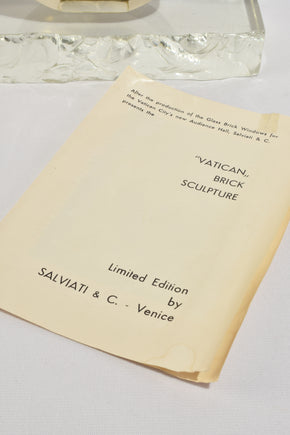 After the production of the Glass Brick Windows for
the Vatican City's new Audience Hall, Salviati & C.
presents the
"VATICAN„
BRICK
SCULPTURE
Limited Edition
by
SALVIATI & C. - Venice